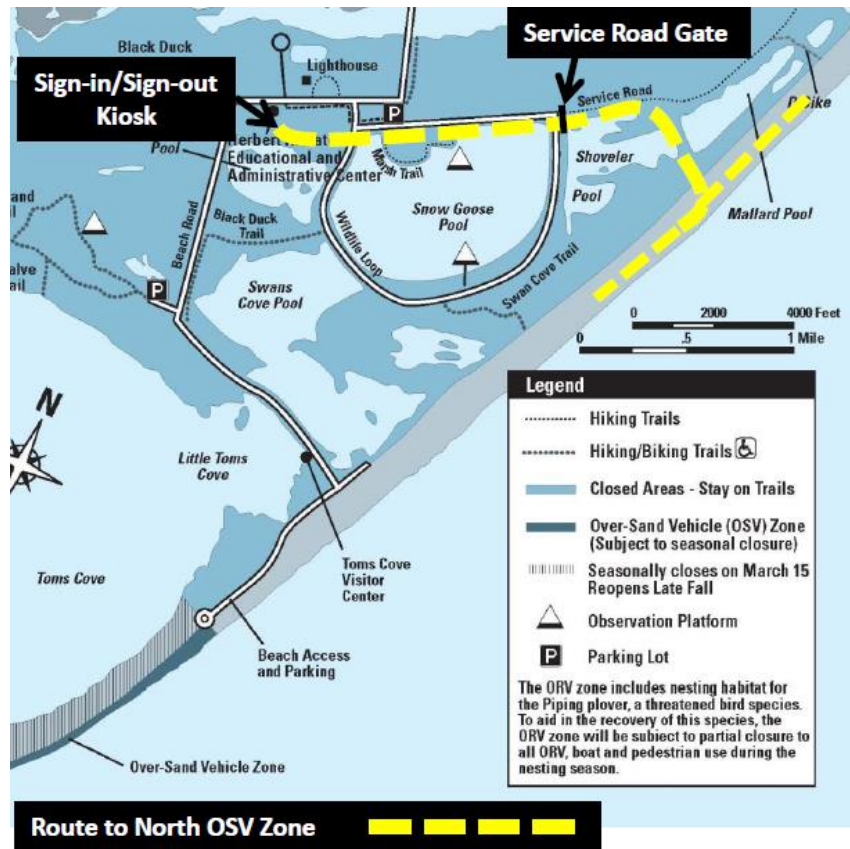 Black Duck
Service Road Gate
Lighthouse
Sign-in/Sign-out
Kiosk
P
Service Road
Pool
Educational and
Administrative Center
Marsh Trail
Shoveler
Pool
Mallard Pool
Snow Goose
Pool
Black Duck
Trail
Beach Road
Wildlife Loop
Swan Cove Trail
P
Swans
Cove Pool
0 2000 4000 Feet
0 .5 1 Mile
N
Little Toms
Cove
Toms Cove
Toms Cove
Visitor
Center
Beach Access
and Parking
Over-Sand Vehicle Zone
Legend
Hiking Trails
Hiking/Biking Trails
Closed Areas - Stay on Trails
Over-Sand Vehicle (OSV) Zone
(Subject to seasonal closure)
Seasonally closes on March 15
Reopens Late Fall
Observation Platform
P Parking Lot
The ORV zone includes nesting habitat for
the Piping plover, a threatened bird species.
To aid in the recovery of this species, the
ORV zone will be subject to partial closure to
all ORV, boat and pedestrian use during the
nesting season.
Route to North OSV Zone